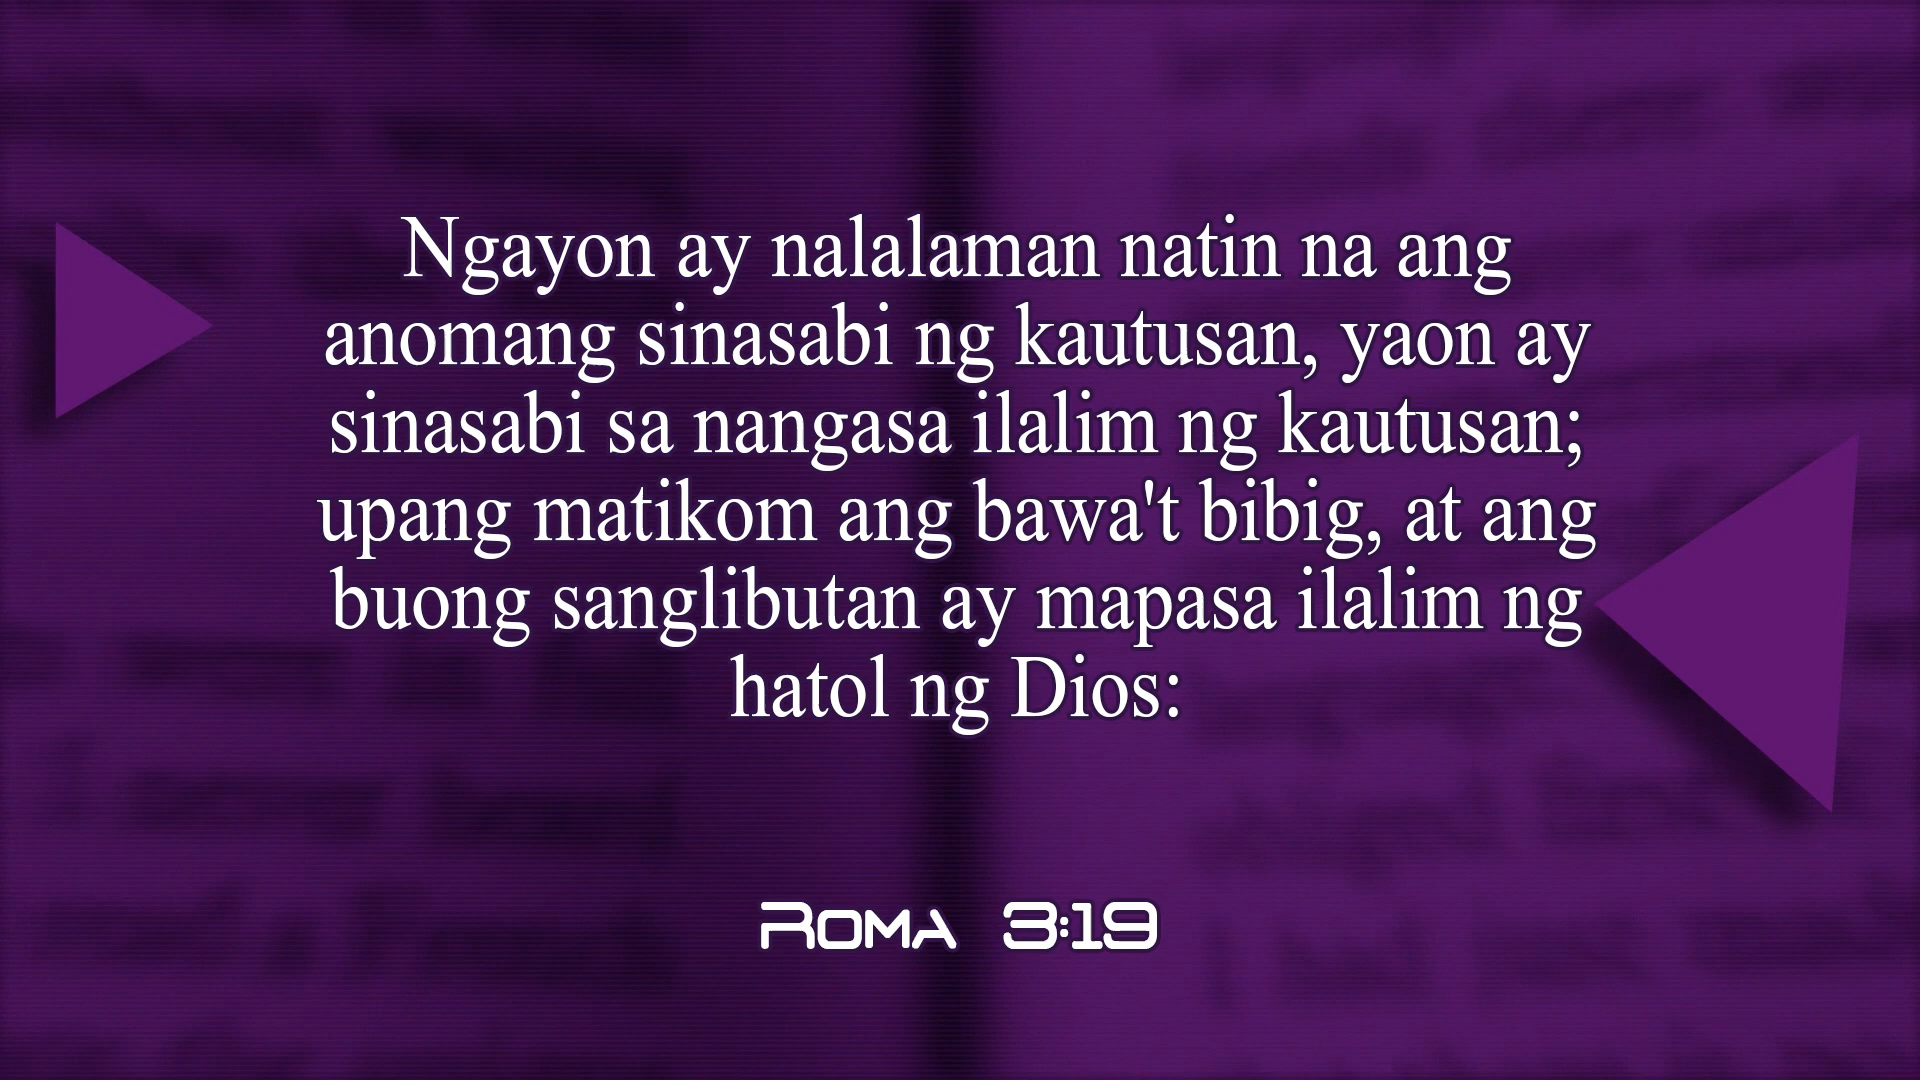 Ngayon ay nalalaman natin na ang
anomang sinasabi ng kautusan, yaon ay
sinasabi sa nangasa ilalim ng kautusan;
upang matikom ang bawa't bibig, at ang
buong sanglibutan ay mapasa ilalim ng
hatol ng Dios:
Roma 3:19